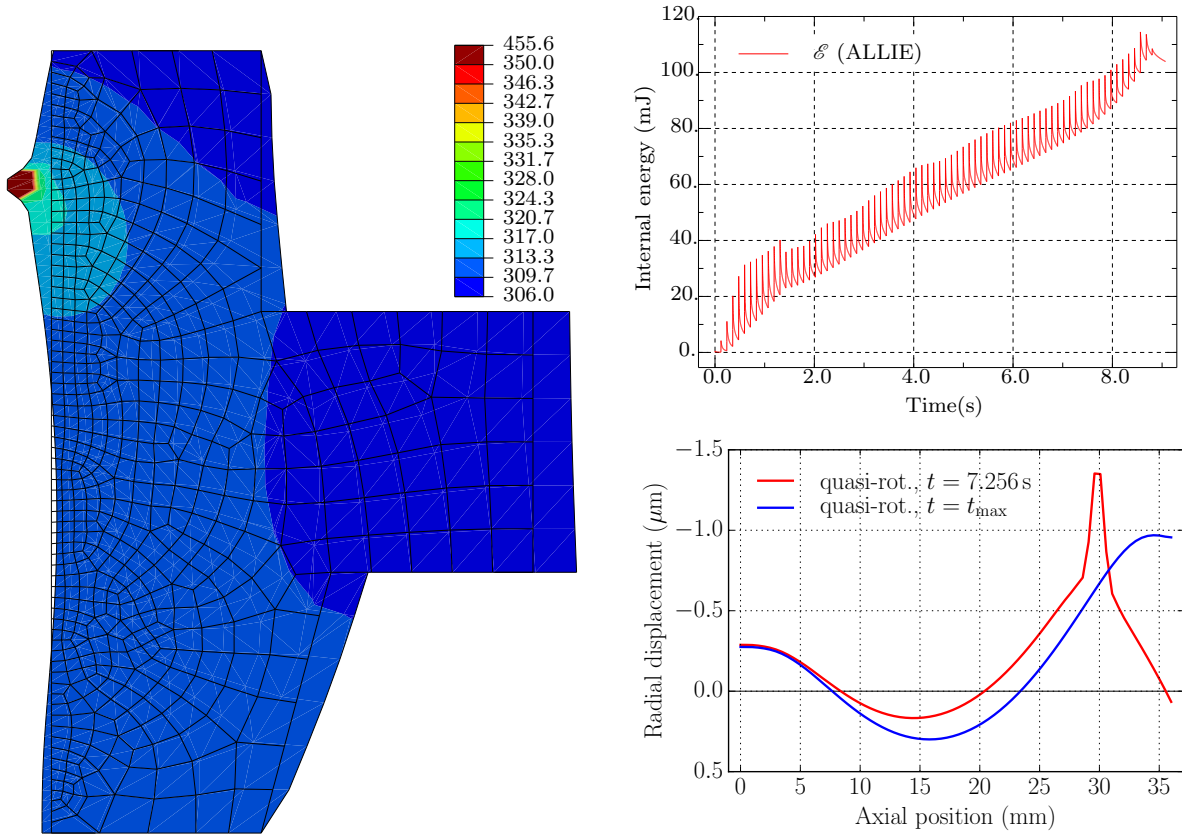 455.6
350.0
346.3
342.7
339.0
335.3
331.7
328.0
324.3
320.7
317.0
313.3
309.7
306.0
ℰ (ALLIE)
Internal energy (mJ)
120.
100.
80.
60.
40.
20.
0.
0.0 2.0 4.0 6.0 8.0
Time(s)
quasi-rot., t = 7.256 s
quasi-rot., t = tmax
Radial displacement (μm)
−1.5
−1.0
−0.5
0.0
0.5
0 5 10 15 20 25 30 35
Axial position (mm)